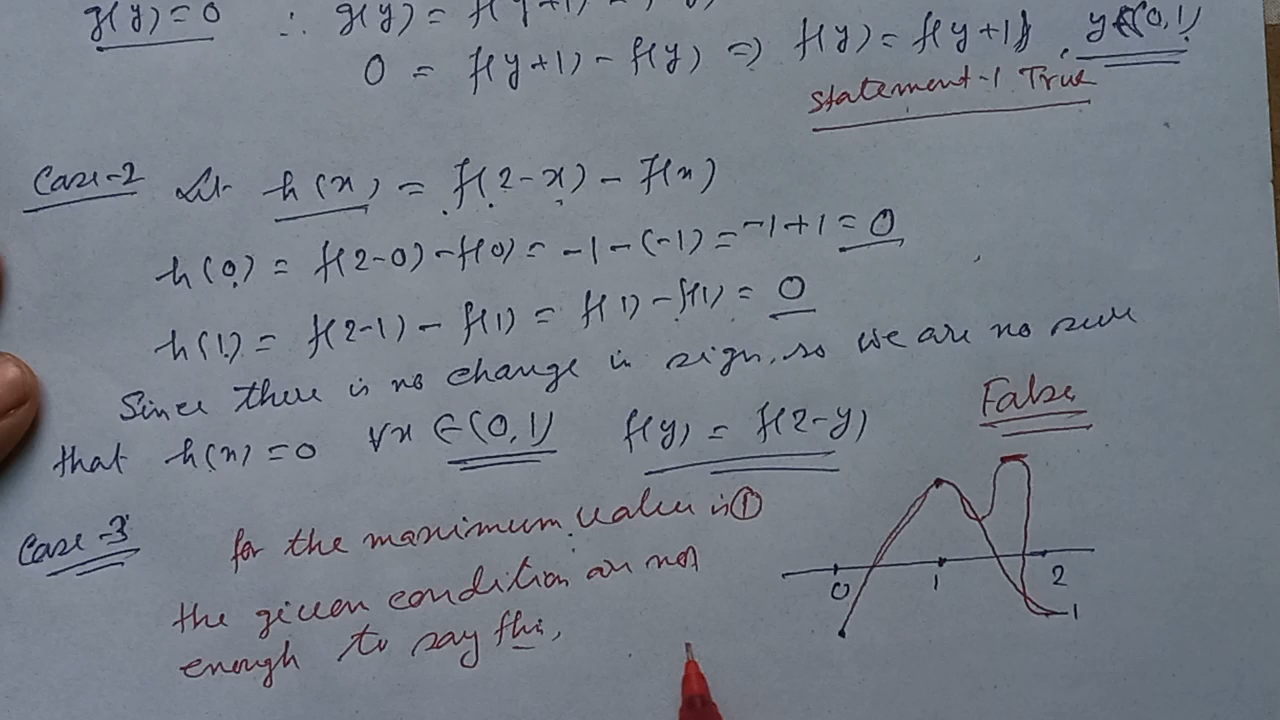 g(y) = 0 ∴ g(y) = f(y+1) -
0 = f(y+1) - f(y) => f(y) = f(y+1), y∈(0,1)
Statement-1 True
Case-2 Let h(x) = f(2-x) - f(x)
h(0) = f(2-0) - f(0) = -1-(-1) = -1+1 = 0
h(1) = f(2-1) - f(1) = f(1) - f(1) = 0
Since there is no change in sign, so we are no sure
that h(x) = 0 ∀x ∈ (0,1) f(y) = f(2-y) False
Case-3 for the maximum value is ①
the given condition are not
enough to say this,
0 1 2
-1